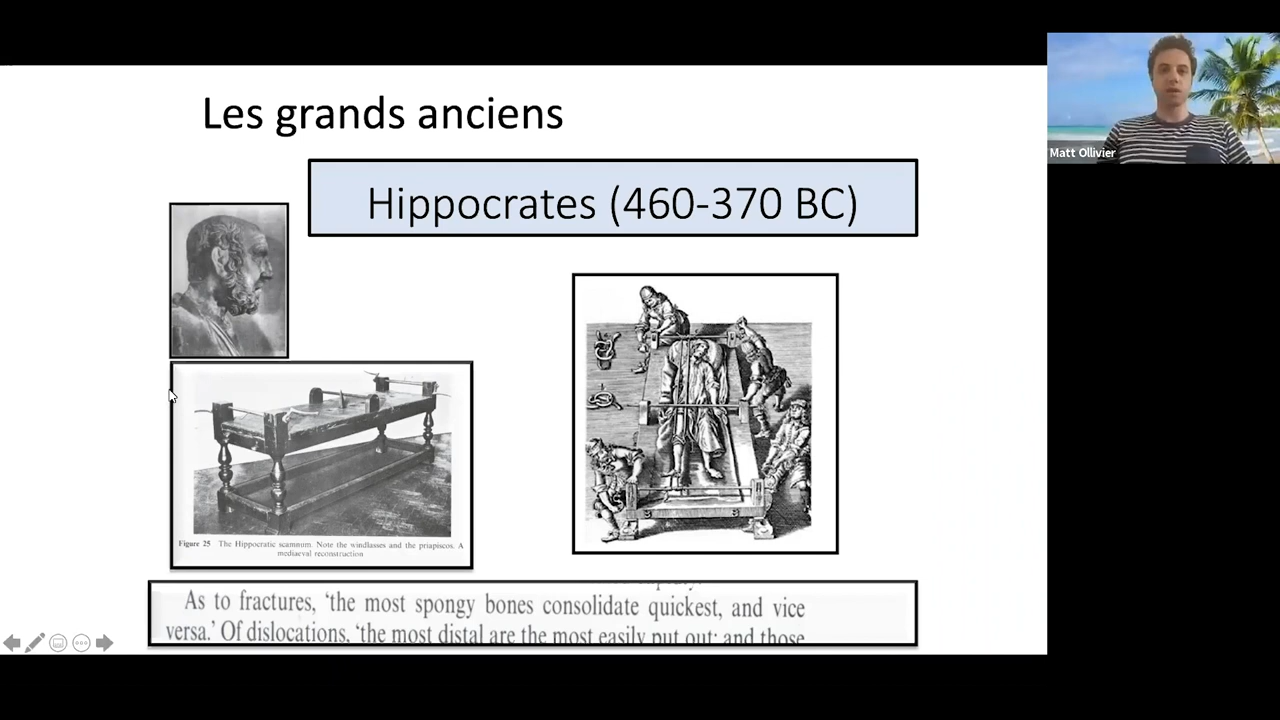 Les grands anciens
Matt Ollivier
Hippocrates (460-370 BC)
Figure 25 The Hippocratic scamnum. Note the windlasses and the priapiscos. A
mediaeval reconstruction
As to fractures, ‘the most spongy bones consolidate quickest, and vice
versa.’ Of dislocations, ‘the most distal are the most easily put out; and those